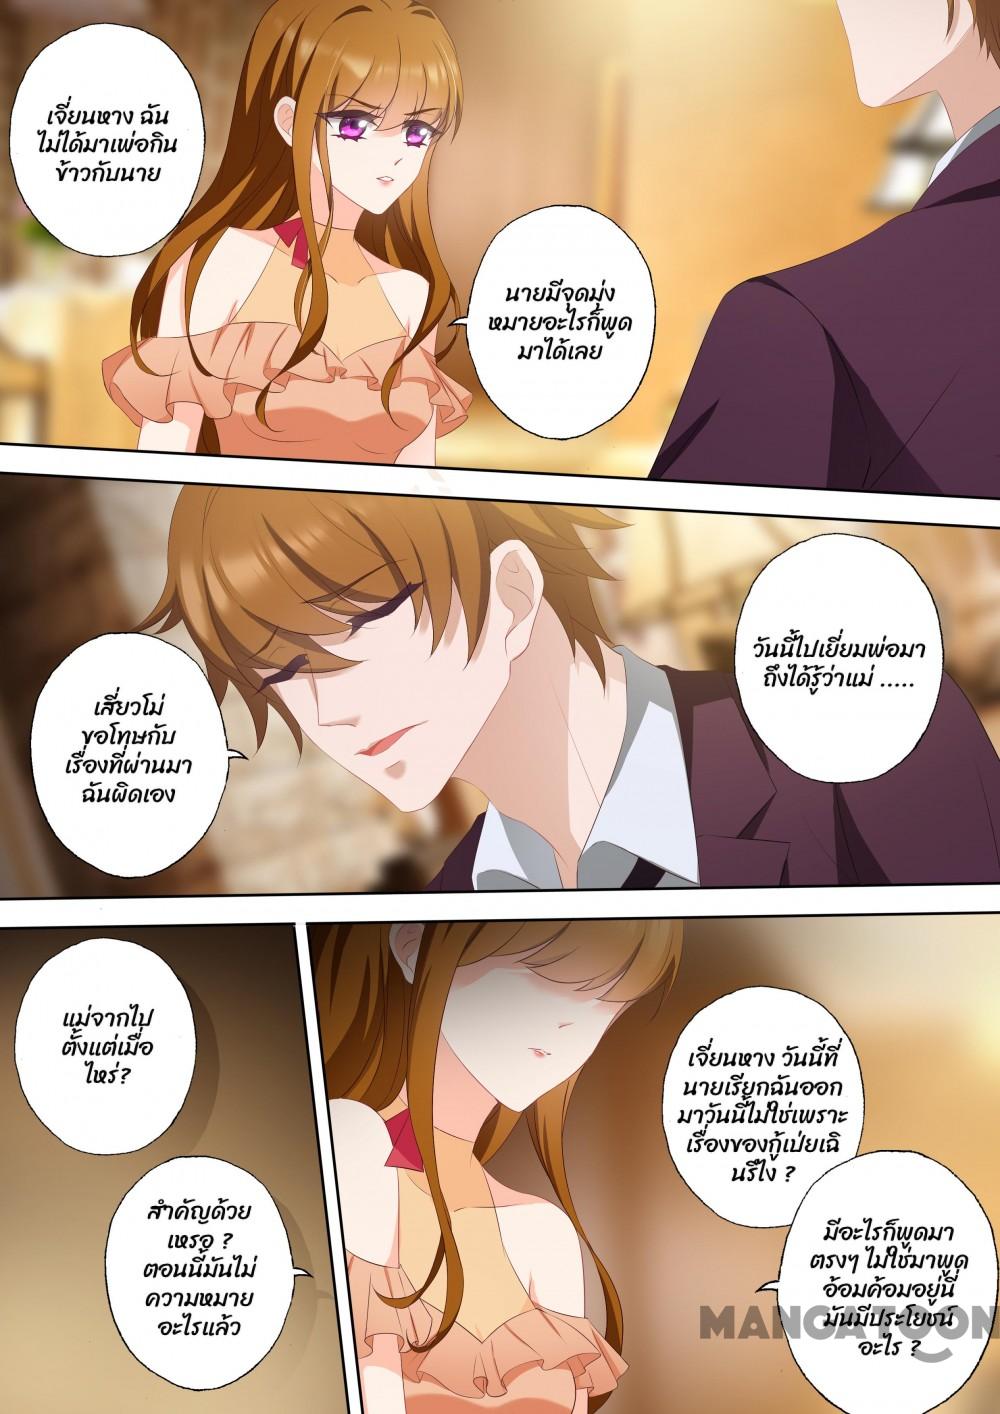 เจี่ยนหาง ฉัน
ไม่ได้มาเพ่อกิน
ข้าวกับนาย
นายมีจุดมุ่ง
หมายอะไรก็พูด
มาได้เลย
วันนี้ไปเยี่ยมพ่อมา
ถึงได้รู้ว่าแม่ .....
เสี่ยวโม่
ขอโทษกับ
เรื่องที่ผ่านมา
ฉันผิดเอง
แม่จากไป
ตั้งแต่เมื่อ
ไหร่?
สำคัญด้วย
เหรอ ?
ตอนนี้มันไม่
ความหมาย
อะไรแล้ว
เจี่ยนหาง วันนี้ที่
นายเรียกฉันออก
มาวันนี้ไม่ใช่เพราะ
เรื่องของกู้เป่ยเฉิ
นรึไง ?
มีอะไรก็พูดมา
ตรงๆ ไม่ใช่มาพูด
อ้อมค้อมอยู่นี่
มันมีประโยชน์
อะไร ?
MANGATOON